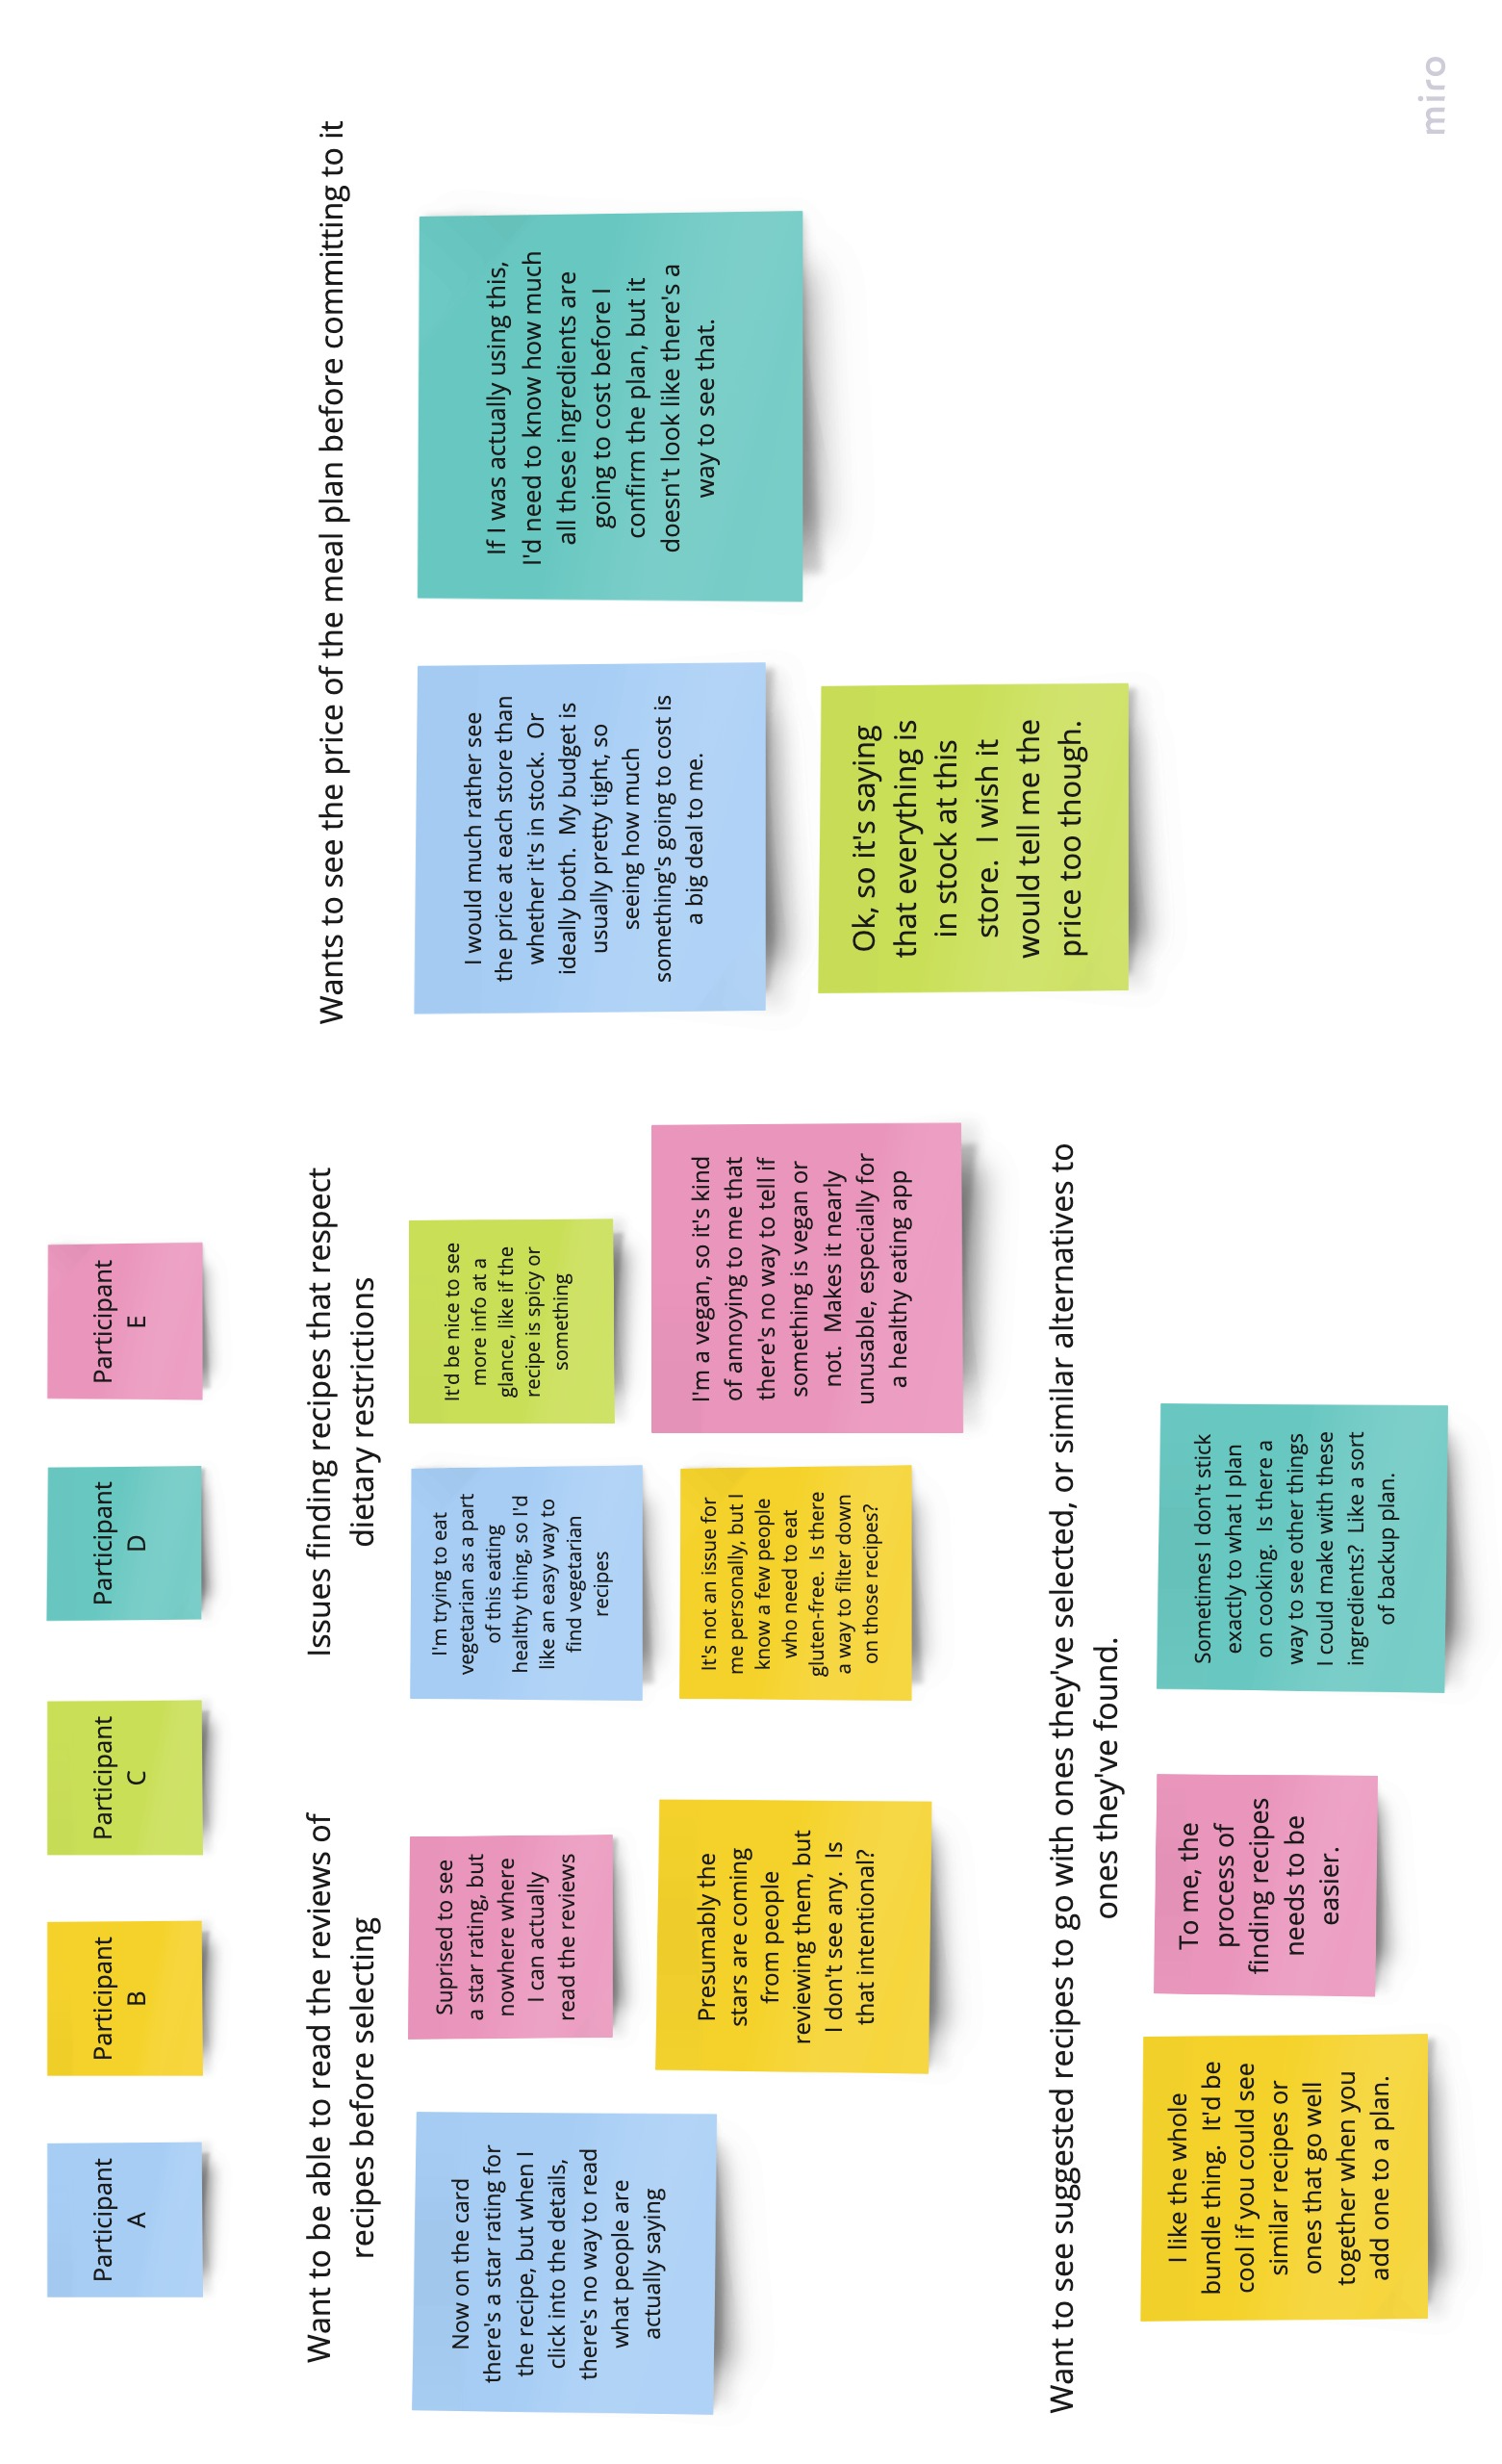 Participant
A
Participant
B
Participant
C
Participant
D
Participant
E
Want to be able to read the reviews of
recipes before selecting
Now on the card
there's a star rating for
the recipe, but when I
click into the details,
there's no way to read
what people are
actually saying
Suprised to see
a star rating, but
nowhere where
I can actually
read the reviews
Presumably the
stars are coming
from people
reviewing them, but
I don't see any.  Is
that intentional?
Issues finding recipes that respect
dietary restrictions
I'm trying to eat
vegetarian as a part
of this eating
healthy thing, so I'd
like an easy way to
find vegetarian
recipes
It'd be nice to see
more info at a
glance, like if the
recipe is spicy or
something
It's not an issue for
me personally, but I
know a few people
who need to eat
gluten-free.  Is there
a way to filter down
on those recipes?
I'm a vegan, so it's kind
of annoying to me that
there's no way to tell if
something is vegan or
not.  Makes it nearly
unusable, especially for
a healthy eating app
Wants to see the price of the meal plan before committing to it
I would much rather see
the price at each store than
whether it's in stock.  Or
ideally both.  My budget is
usually pretty tight, so
seeing how much
something's going to cost is
a big deal to me.
If I was actually using this,
I'd need to know how much
all these ingredients are
going to cost before I
confirm the plan, but it
doesn't look like there's a
way to see that.
Ok, so it's saying
that everything is
in stock at this
store.  I wish it
would tell me the
price too though.
Want to see suggested recipes to go with ones they've selected, or similar alternatives to
ones they've found.
I like the whole
bundle thing.  It'd be
cool if you could see
similar recipes or
ones that go well
together when you
add one to a plan.
To me, the
process of
finding recipes
needs to be
easier.
Sometimes I don't stick
exactly to what I plan
on cooking.  Is there a
way to see other things
I could make with these
ingredients?  Like a sort
of backup plan.
miro